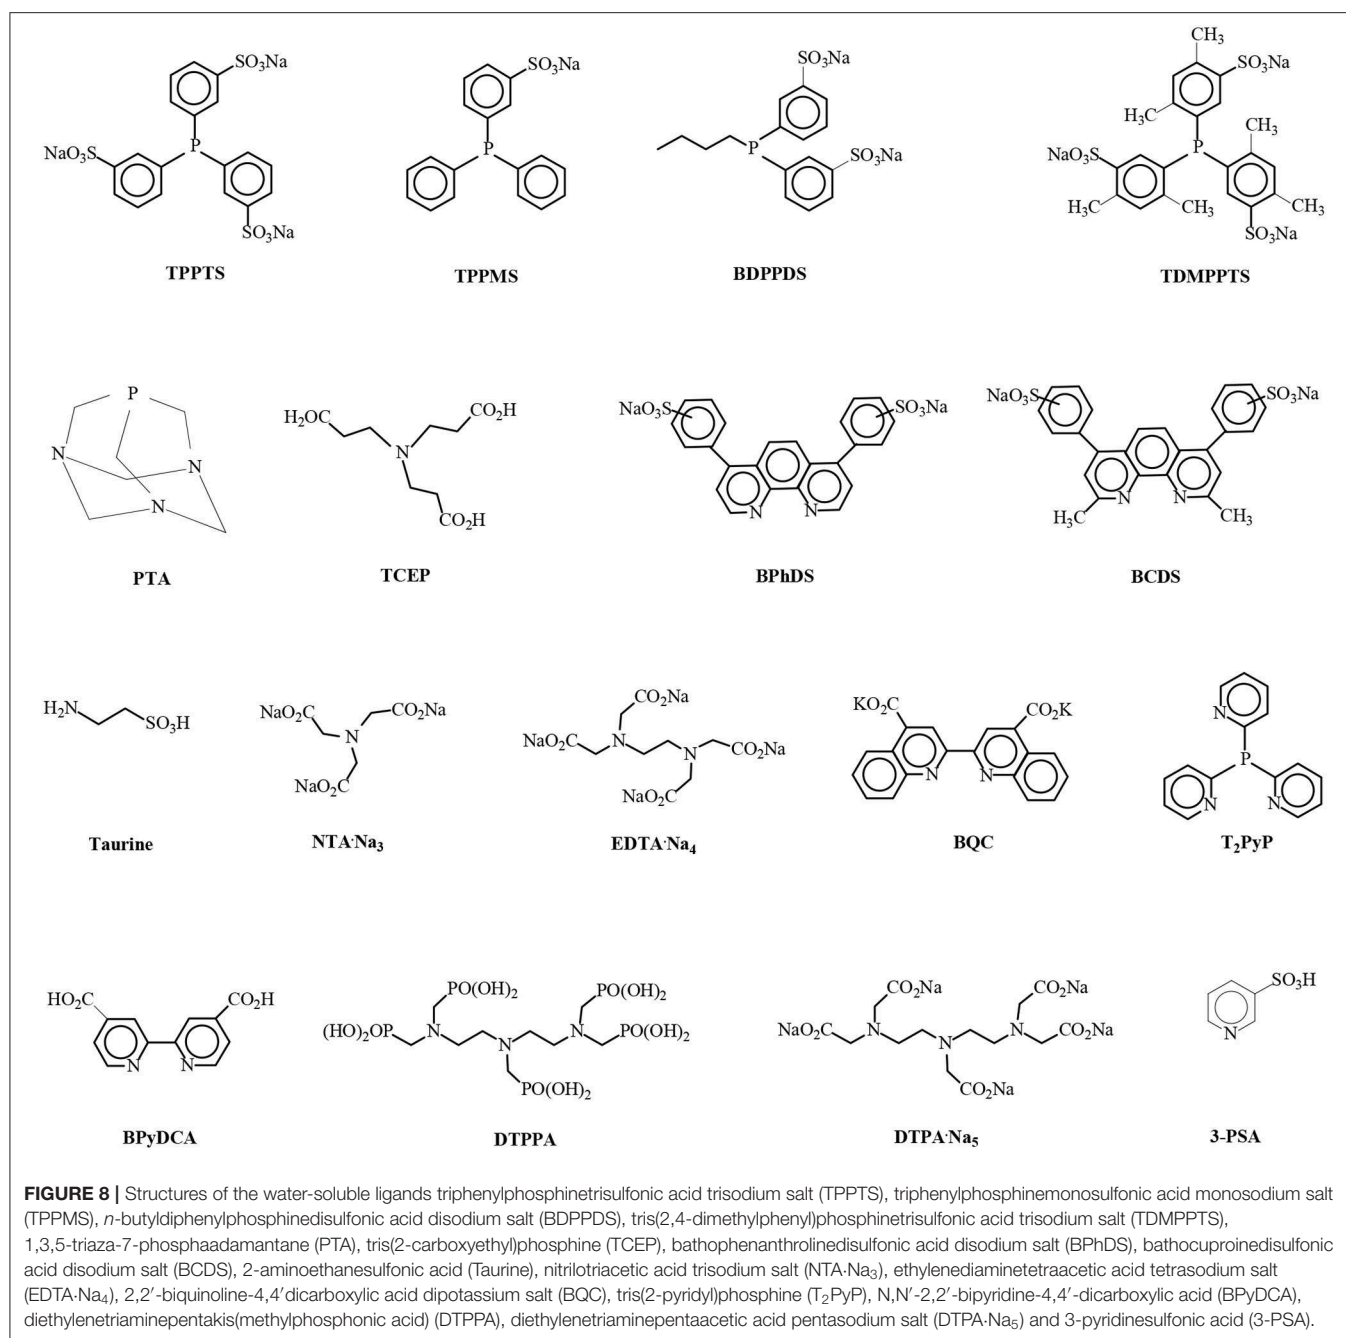 SO3Na SO3Na SO3Na CH3
SO3Na
H3C
CH3
P P P P
NaO3S SO3Na NaO3S
H3C CH3 CH3
SO3Na SO3Na
TPPTS TPPMS BDPPDS TDMPPTS
P
H2OC CO2H NaO3S SO3Na NaO3S SO3Na
N N N
N
CO2H
N N N N
H3C CH3
PTA TCEP BPhDS BCDS
H2N SO3H
NaO2C CO2Na
N
NaO2C
CO2Na
NaO2C N
N CO2Na
NaO2C
KO2C CO2K
N N
N
P
N N
Taurine NTA·Na3 EDTA·Na4 BQC T2PyP
HO2C CO2H
N N
PO(OH)2 PO(OH)2
(HO)2OP N N PO(OH)2
N
PO(OH)2
CO2Na CO2Na
NaO2C N N CO2Na
N
CO2Na
SO3H
N
BPyDCA DTPPA DTPA·Na5 3-PSA
FIGURE 8 | Structures of the water-soluble ligands triphenylphosphinetrisulfonic acid trisodium salt (TPPTS), triphenylphosphinemonosulfonic acid monosodium salt
(TPPMS), n-butyldiphenylphosphinedisulfonic acid disodium salt (BDPPDS), tris(2,4-dimethylphenyl)phosphinetrisulfonic acid trisodium salt (TDMPPTS),
1,3,5-triaza-7-phosphaadamantane (PTA), tris(2-carboxyethyl)phosphine (TCEP), bathophenanthrolinedisulfonic acid disodium salt (BPhDS), bathocuproinedisulfonic
acid disodium salt (BCDS), 2-aminoethanesulfonic acid (Taurine), nitrilotriacetic acid trisodium salt (NTA·Na3), ethylenediaminetetraacetic acid tetrasodium salt
(EDTA·Na4), 2,2′-biquinoline-4,4′dicarboxylic acid dipotassium salt (BQC), tris(2-pyridyl)phosphine (T2PyP), N,N′-2,2′-bipyridine-4,4′-dicarboxylic acid (BPyDCA),
diethylenetriaminepentakis(methylphosphonic acid) (DTPPA), diethylenetriaminepentaacetic acid pentasodium salt (DTPA·Na5) and 3-pyridinesulfonic acid (3-PSA).